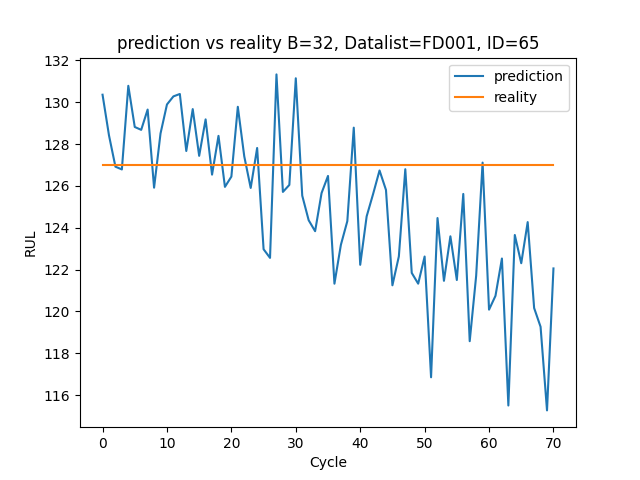 prediction vs reality B=32, Datalist=FD001, ID=65
prediction
reality
132
130
128
126
124
122
120
118
116
RUL
0 10 20 30 40 50 60 70
Cycle